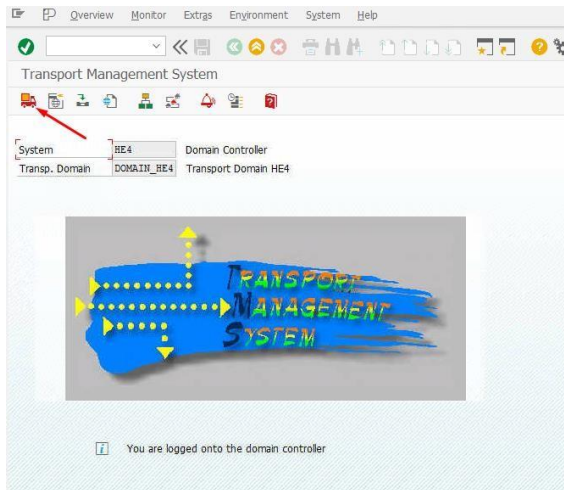 Overview Monitor Extras Environment System Help
Transport Management System
System HE4 Domain Controller
Transp. Domain DOMAIN_HE4 Transport Domain HE4
TRANSPORT
MANAGEMENT
SYSTEM
You are logged onto the domain controller